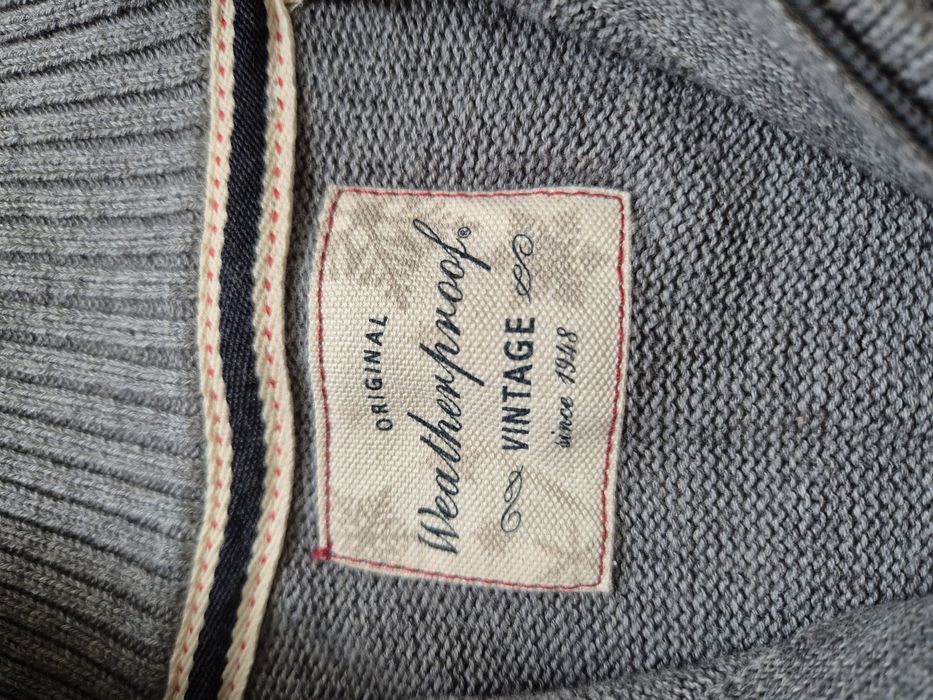 ORIGINAL
Weatherproof®
VINTAGE
since 1948